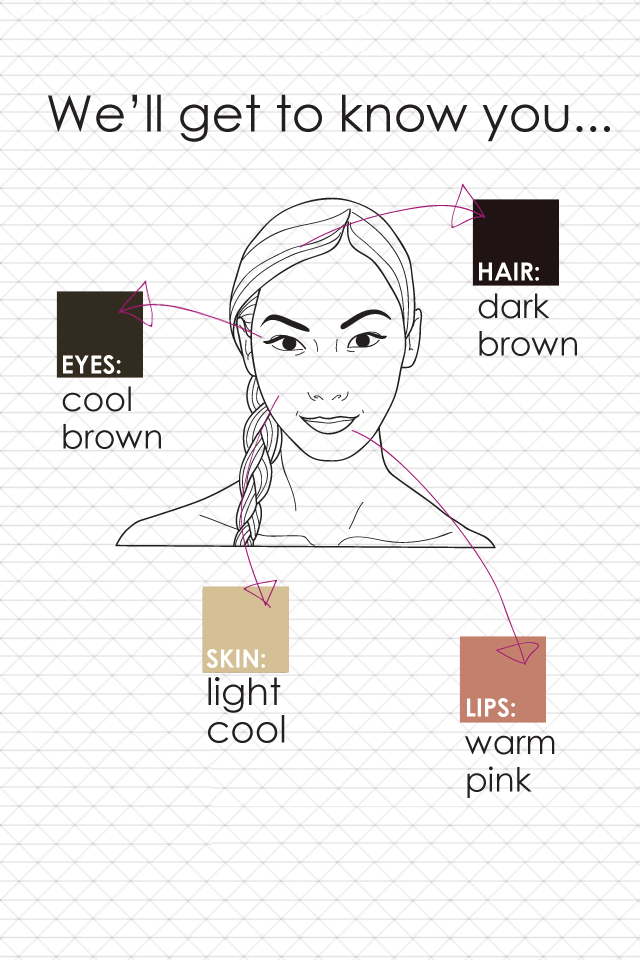 We'll get to know you...
HAIR:
dark
brown
EYES:
cool
brown
SKIN:
light
cool
LIPS:
warm
pink